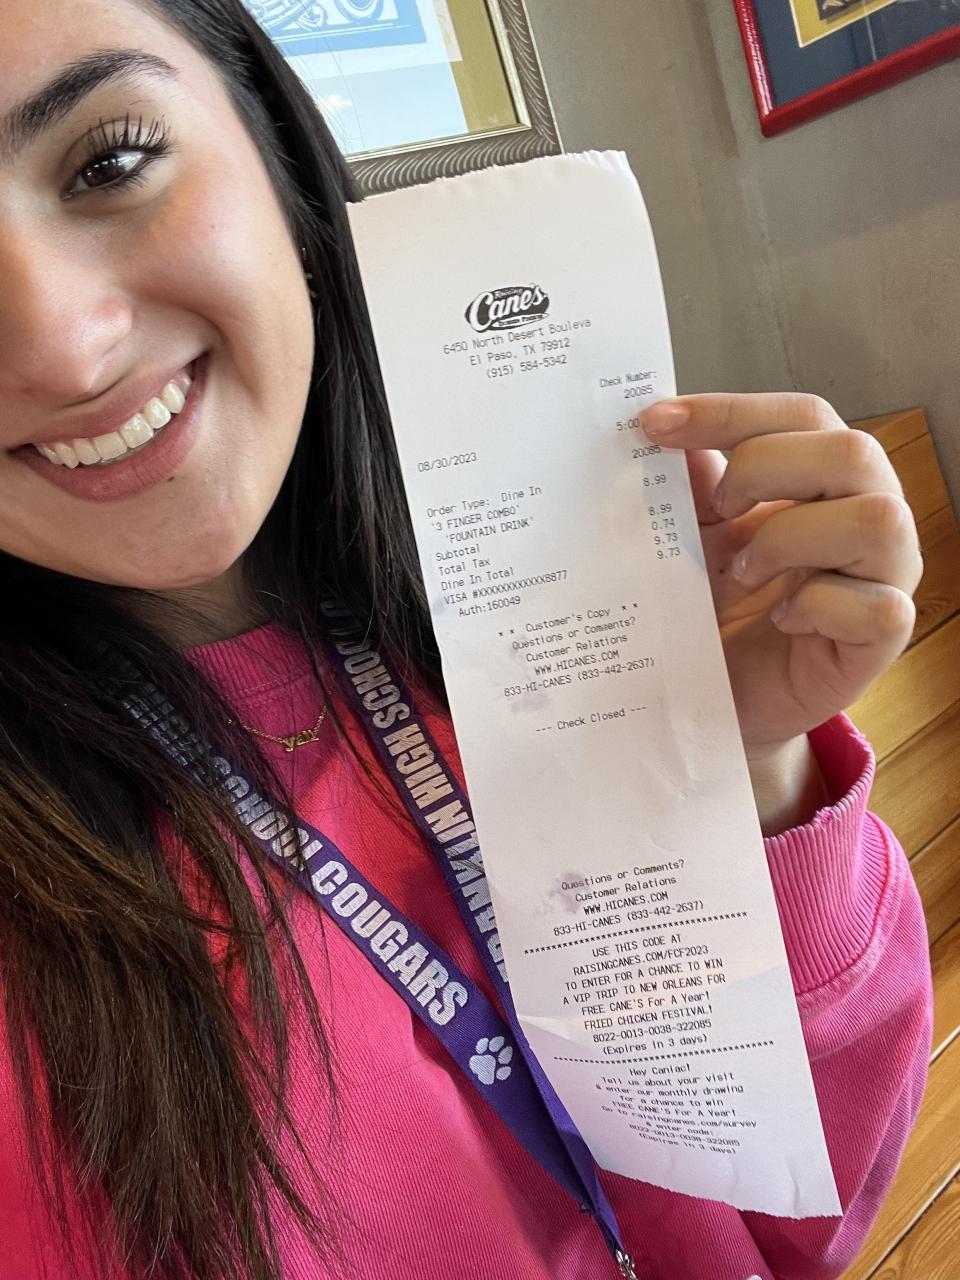 Raising
Cane's
CHICKEN FINGERS
6450 North Desert Bouleva
El Paso, TX 79912
(915) 584-5342
Check Number:
20085
5:00
08/30/2023
20085
Order Type: Dine In
'3 FINGER COMBO' 8.99
'FOUNTAIN DRINK'
Subtotal 8.99
Total Tax 0.74
Dine In Total 9.73
VISA #XXXXXXXXXXXX8877 9.73
Auth:160049
* * Customer's Copy * *
Questions or Comments?
Customer Relations
WWW.HICANES.COM
833-HI-CANES (833-442-2637)
--- Check Closed ---
Questions or Comments?
Customer Relations
WWW.HICANES.COM
833-HI-CANES (833-442-2637)
USE THIS CODE AT
RAISINGCANES.COM/FCF2023
TO ENTER FOR A CHANCE TO WIN
A VIP TRIP TO NEW ORLEANS FOR
FREE CANE'S For A Year!
FRIED CHICKEN FESTIVAL!
8022-0013-0038-322085
(Expires in 3 days)
Hey Caniac!
Tell us about your visit
& enter our monthly drawing
for a chance to win
FREE CANE'S For A Year!
Go to raisingcanes.com/survey
& enter code:
8022-0013-0038-322085
(Expires in 3 days)
y'all
SCHOOL COUGARS
HIGH SCHOOL